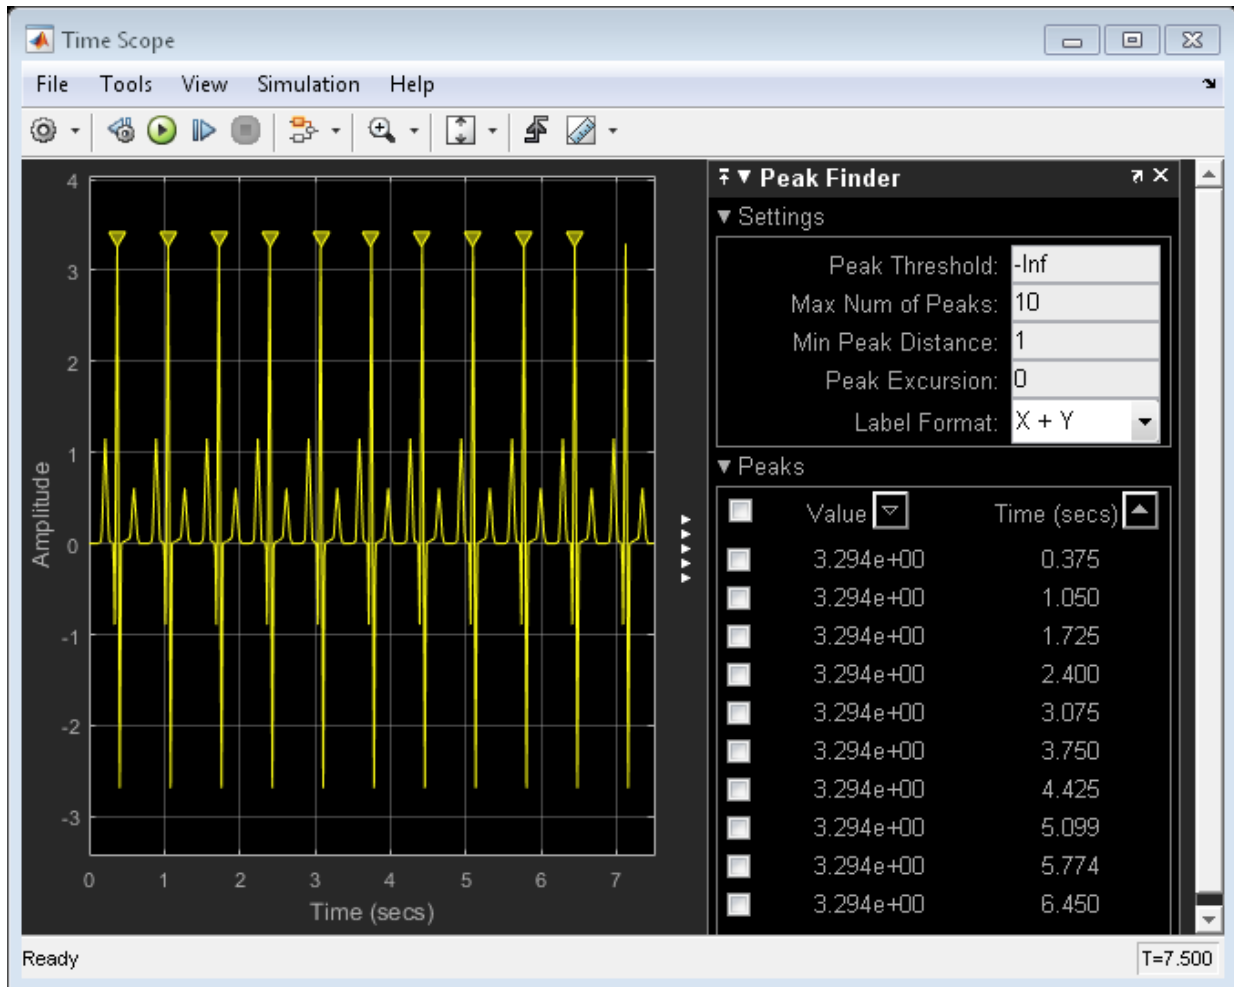 Time Scope
File Tools View Simulation Help
Peak Finder
Settings
Peak Threshold: -Inf
Max Num of Peaks: 10
Min Peak Distance: 1
Peak Excursion: 0
Label Format: X + Y
Peaks
Value Time (secs)
3.294e+00 0.375
3.294e+00 1.050
3.294e+00 1.725
3.294e+00 2.400
3.294e+00 3.075
3.294e+00 3.750
3.294e+00 4.425
3.294e+00 5.099
3.294e+00 5.774
3.294e+00 6.450
4
3
2
1
0
-1
-2
-3
Amplitude
0 1 2 3 4 5 6 7
Time (secs)
Ready T=7.500